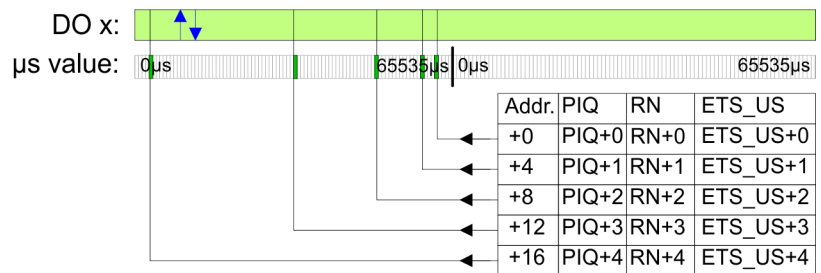 DO x:
µs value: 0µs 65535µs 0µs 65535µs
Addr. PIQ RN ETS_US
+0 PIQ+0 RN+0 ETS_US+0
+4 PIQ+1 RN+1 ETS_US+1
+8 PIQ+2 RN+2 ETS_US+2
+12 PIQ+3 RN+3 ETS_US+3
+16 PIQ+4 RN+4 ETS_US+4